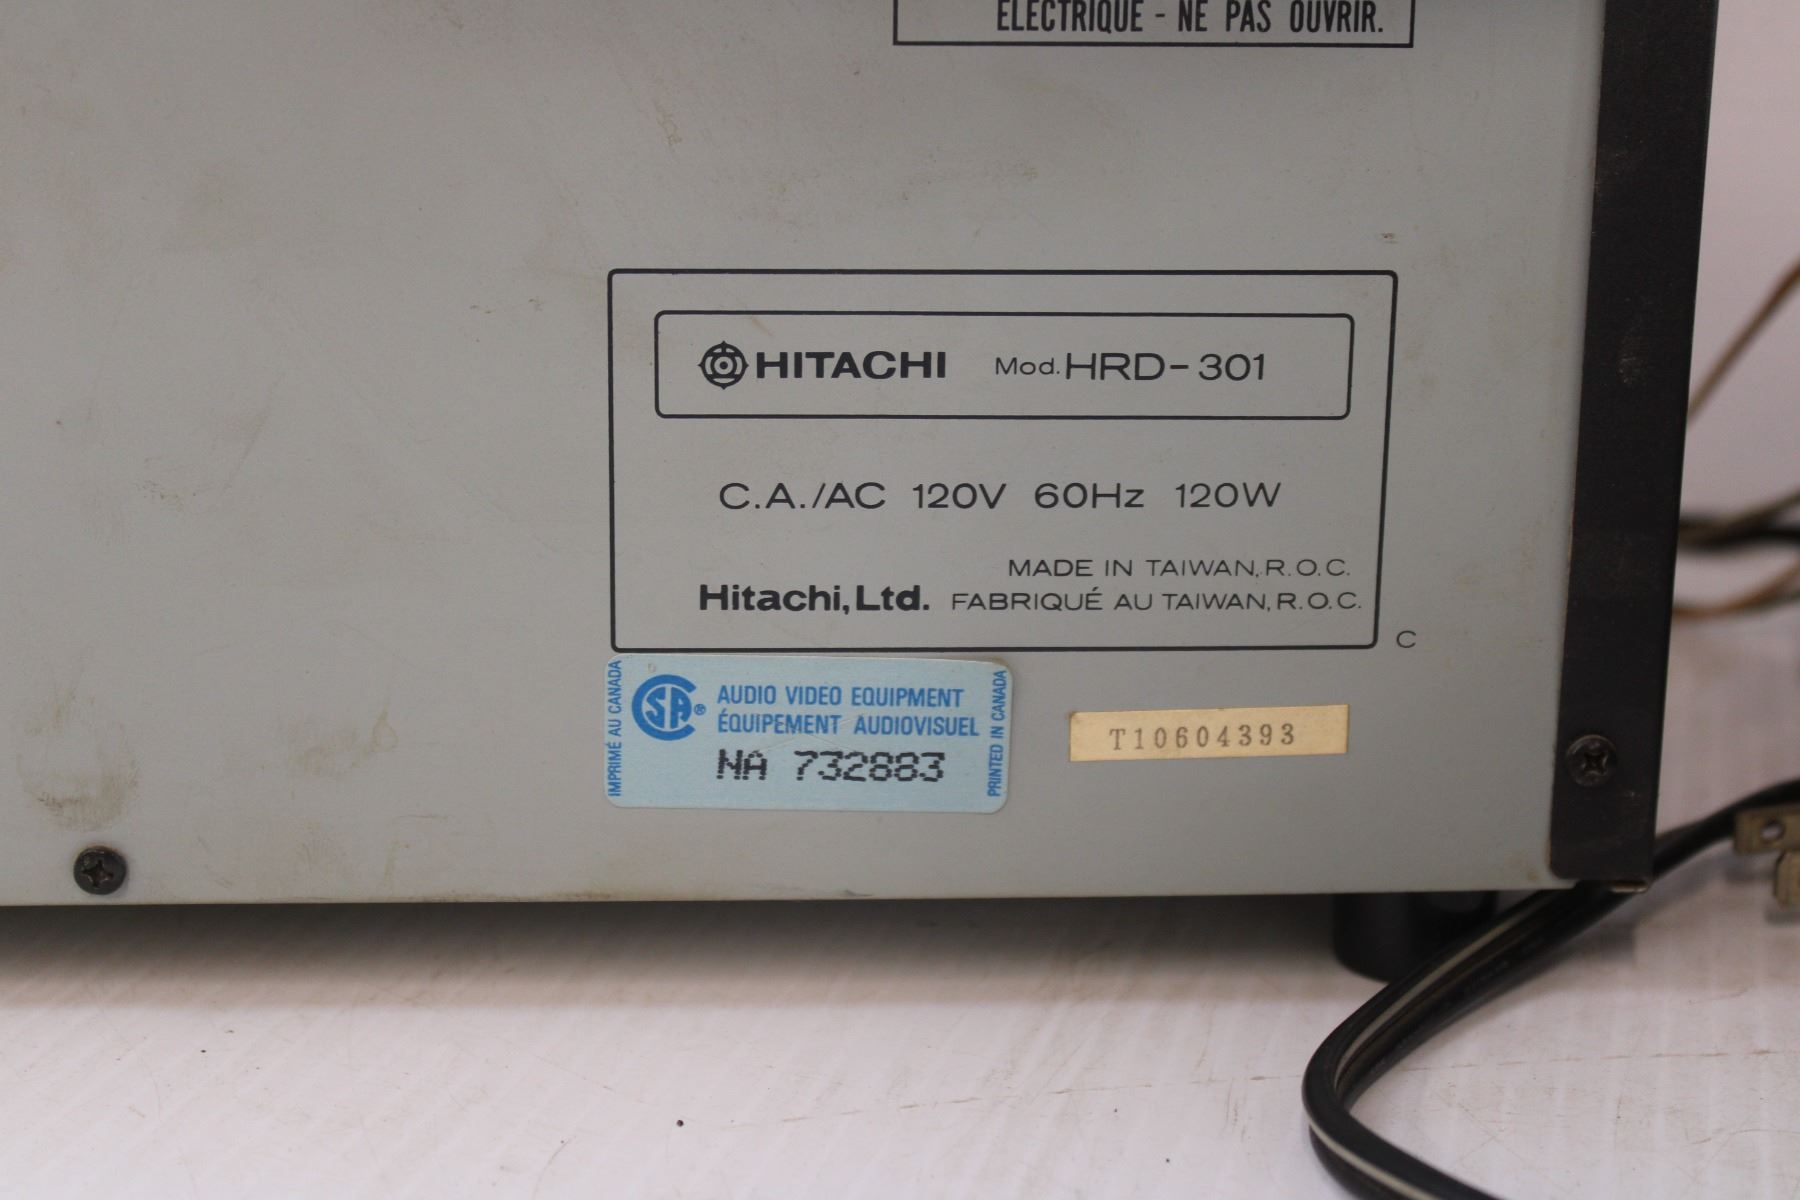 ÉLECTRIQUE - NE PAS OUVRIR.
HITACHI Mod. HRD-301
C.A./AC 120V 60Hz 120W
MADE IN TAIWAN, R.O.C.
Hitachi, Ltd. FABRIQUÉ AU TAIWAN, R.O.C.
C
IMPRIMÉ AU CANADA
SA®
AUDIO VIDEO EQUIPMENT
ÉQUIPEMENT AUDIOVISUEL
NA 732883
PRINTED IN CANADA
T10604393